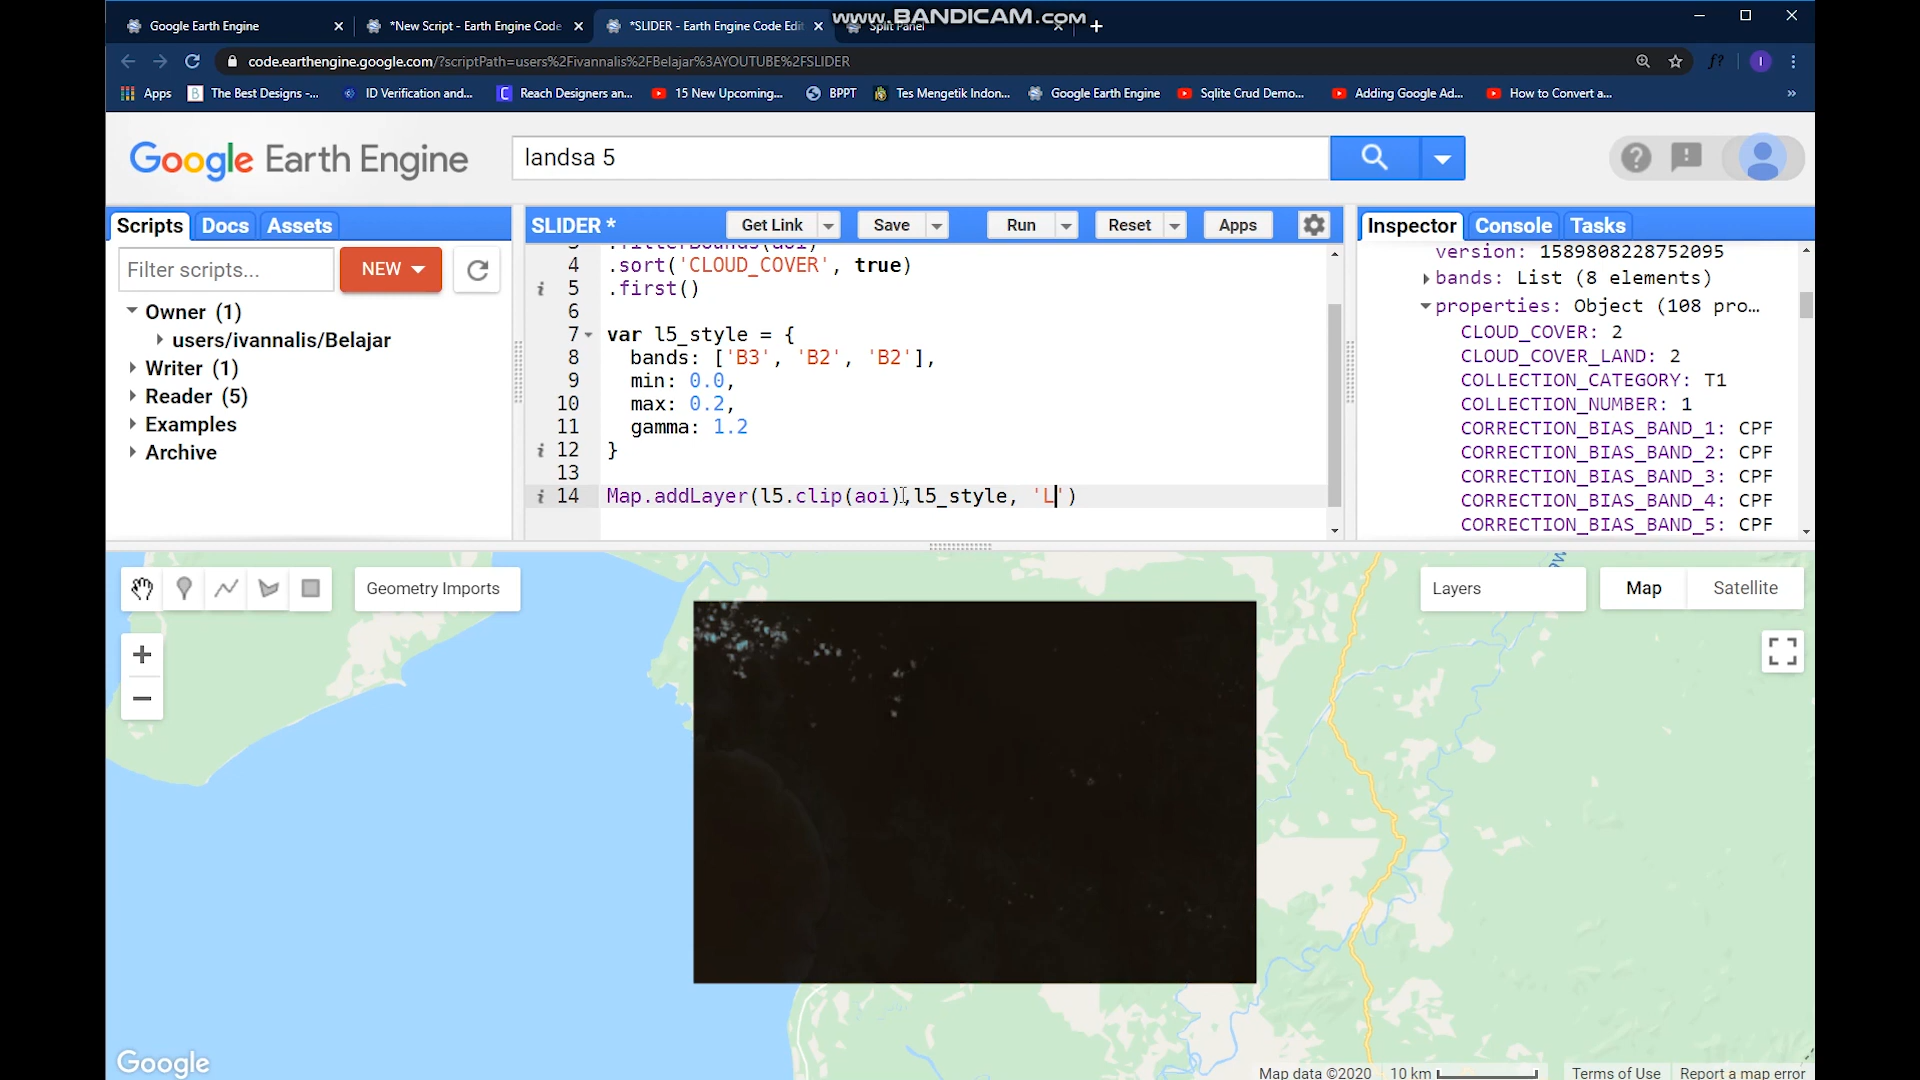 www.BANDICAM.com
Google Earth Engine
*New Script - Earth Engine Code
*SLIDER - Earth Engine Code Edit
Split Panel
code.earthengine.google.com/?scriptPath=users%2Fivannalis%2FBelajar%3AYOUTUBE%2FSLIDER
Apps
The Best Designs -...
ID Verification and...
Reach Designers an...
15 New Upcoming...
BPPT
Tes Mengetik Indon...
Google Earth Engine
Sqlite Crud Demo...
Adding Google Ad...
How to Convert a...
Google Earth Engine
landsa 5
Scripts Docs Assets
Filter scripts...
NEW
Owner (1)
users/ivannalis/Belajar
Writer (1)
Reader (5)
Examples
Archive
SLIDER *
Get Link
Save
Run
Reset
Apps
3 .filterBounds(aoi)
4 .sort('CLOUD_COVER', true)
i 5 .first()
6
7 var l5_style = {
8 bands: ['B3', 'B2', 'B2'],
9 min: 0.0,
10 max: 0.2,
11 gamma: 1.2
i 12 }
13
i 14 Map.addLayer(l5.clip(aoi),l5_style, 'L')
Inspector Console Tasks
version: 1589808228752095
bands: List (8 elements)
properties: Object (108 pro...
CLOUD_COVER: 2
CLOUD_COVER_LAND: 2
COLLECTION_CATEGORY: T1
COLLECTION_NUMBER: 1
CORRECTION_BIAS_BAND_1: CPF
CORRECTION_BIAS_BAND_2: CPF
CORRECTION_BIAS_BAND_3: CPF
CORRECTION_BIAS_BAND_4: CPF
CORRECTION_BIAS_BAND_5: CPF
Geometry Imports
Layers
Map
Satellite
Google
Map data ©2020
10 km
Terms of Use
Report a map error